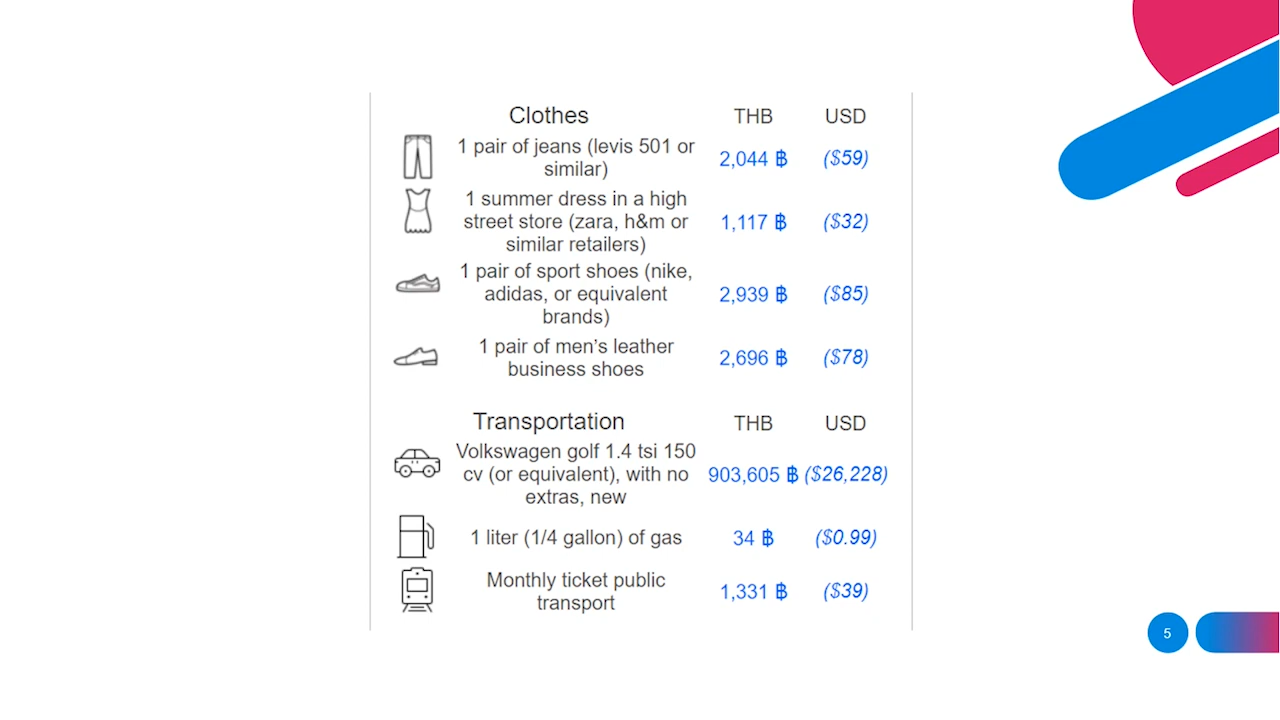 Clothes THB USD
1 pair of jeans (levis 501 or
similar)
2,044 ฿ ($59)
1 summer dress in a high
street store (zara, h&m or
similar retailers)
1,117 ฿ ($32)
1 pair of sport shoes (nike,
adidas, or equivalent
brands)
2,939 ฿ ($85)
1 pair of men’s leather
business shoes
2,696 ฿ ($78)
Transportation THB USD
Volkswagen golf 1.4 tsi 150
cv (or equivalent), with no
extras, new
903,605 ฿ ($26,228)
1 liter (1/4 gallon) of gas 34 ฿ ($0.99)
Monthly ticket public
transport
1,331 ฿ ($39)
5